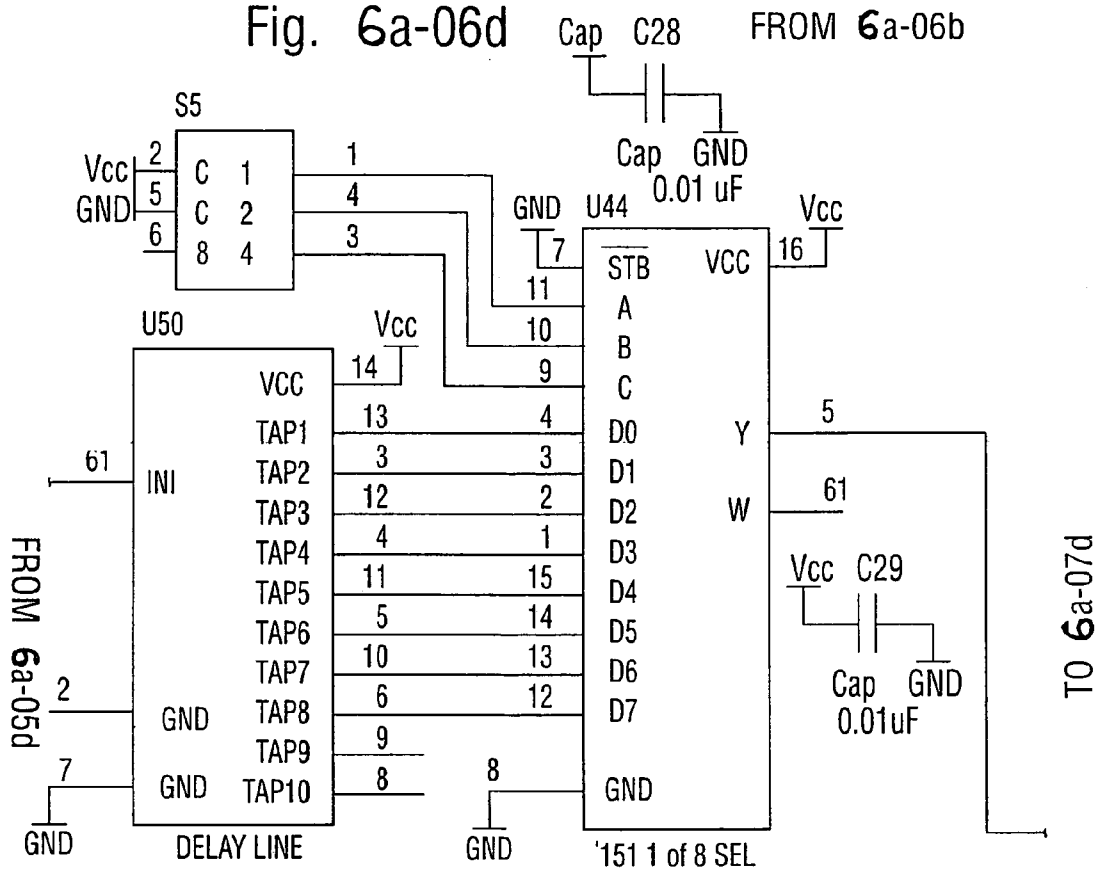 Fig. 6a-06d
FROM 6a-06b
Cap C28
Cap GND
0.01 uF
S5
Vcc 2 C 1 1
GND 5 C 2 4
6 8 4 3
GND U44 Vcc
7 STB VCC 16
11 A
10 B
9 C
U50
Vcc
VCC 14
TAP1 13 4 D0 Y 5
TAP2 3 3 D1
61 INI
TAP3 12 2 D2 W 61
TAP4 4 1 D3
TAP5 11 15 D4
TAP6 5 14 D5
TAP7 10 13 D6
TAP8 6 12 D7
TAP9 9
TAP10 8
2 GND
7 GND
GND
DELAY LINE
8 GND
GND
'151 1 of 8 SEL
Vcc C29
Cap GND
0.01uF
FROM 6a-05d
TO 6a-07d